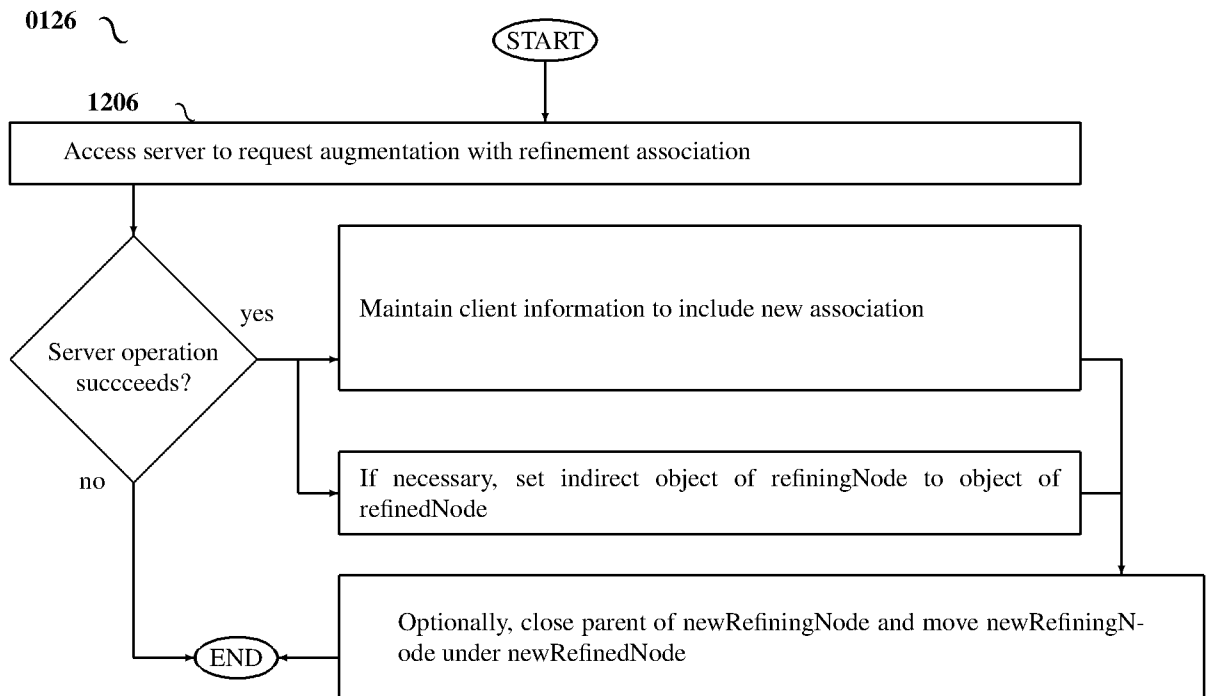 0126
START
1206
Access server to request augmentation with refinement association
yes
Maintain client information to include new association
Server operation
succceeds?
no
If necessary, set indirect object of refiningNode to object of
refinedNode
Optionally, close parent of newRefiningNode and move newRefiningN-
ode under newRefinedNode
END